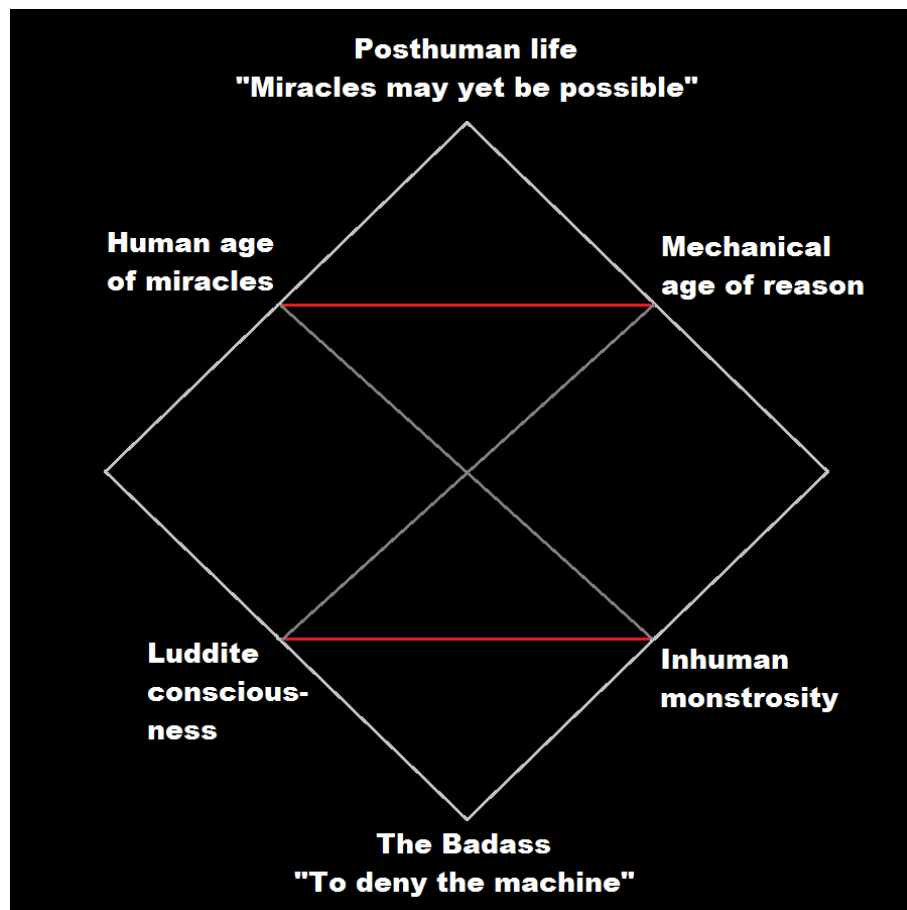 Posthuman life
"Miracles may yet be possible"
Human age
of miracles
Mechanical
age of reason
Luddite
conscious-
ness
Inhuman
monstrosity
The Badass
"To deny the machine"